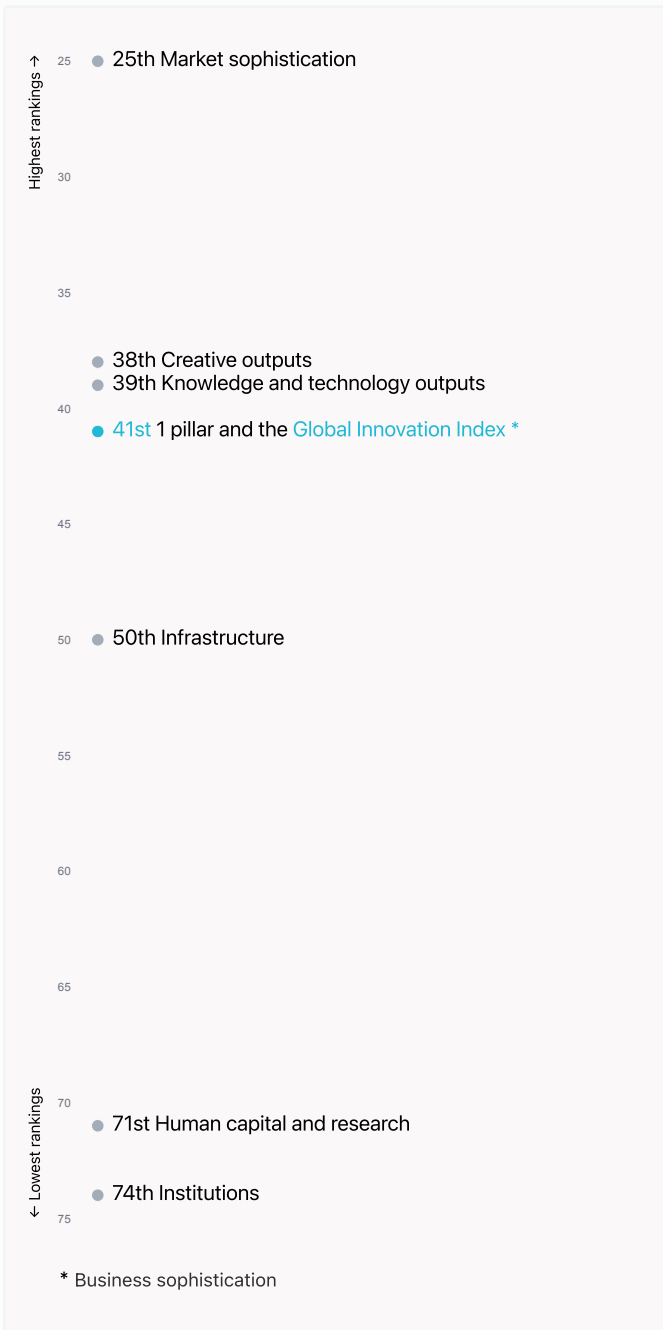 Highest rankings →
25
25th Market sophistication
30
35
38th Creative outputs
39th Knowledge and technology outputs
40
41st 1 pillar and the Global Innovation Index *
45
50
50th Infrastructure
55
60
65
← Lowest rankings
70
71st Human capital and research
74th Institutions
75
* Business sophistication